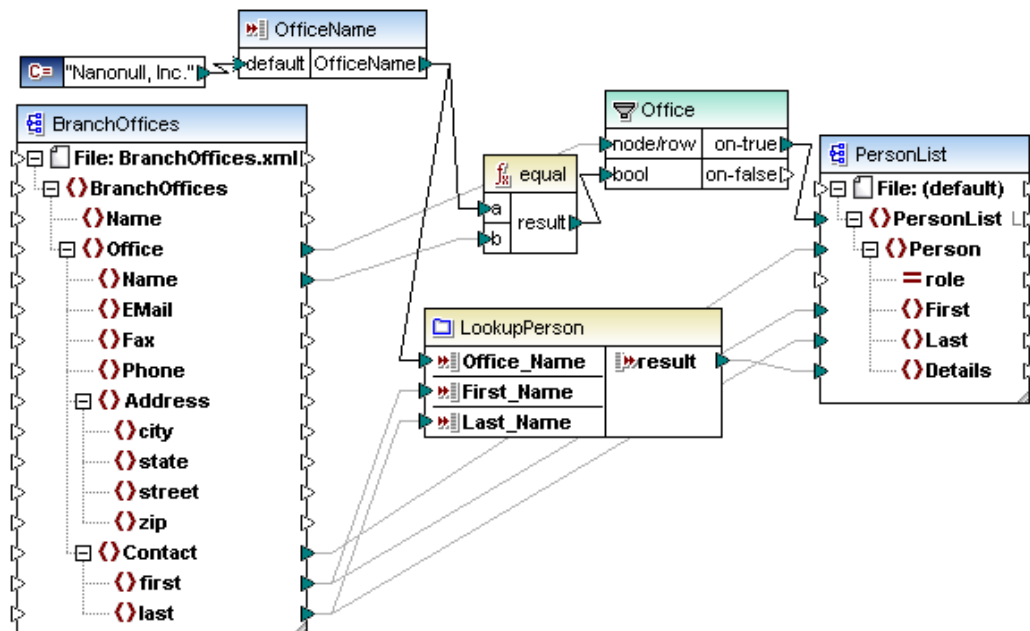 OfficeName
default OfficeName
C= "Nanonull, Inc."
BranchOffices
File: BranchOffices.xml
BranchOffices
Name
Office
Name
EMail
Fax
Phone
Address
city
state
street
zip
Contact
first
last
fx equal
a
b
result
Office
node/row on-true
bool on-false
LookupPerson
Office_Name result
First_Name
Last_Name
PersonList
File: (default)
PersonList
Person
role
First
Last
Details